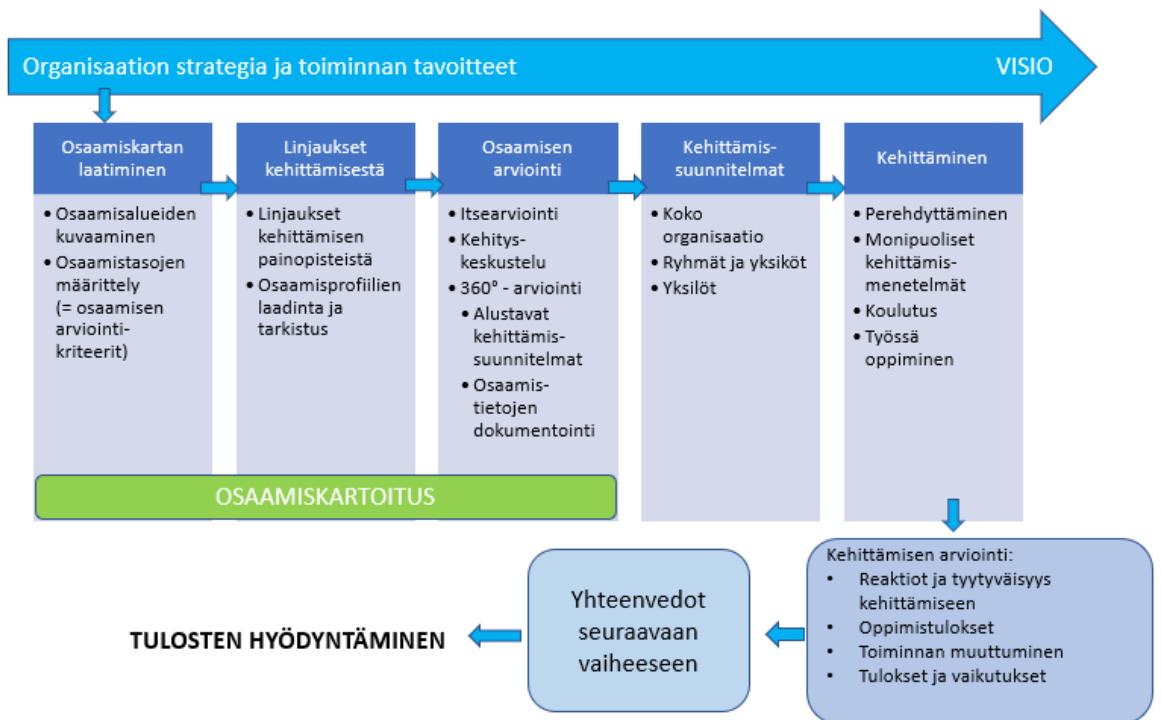 Organisaation strategia ja toiminnan tavoitteet
VISIO
Osaamiskartan
laatiminen
• Osaamisalueiden
kuvaaminen
• Osaamistasojen
määrittely
(= osaamisen
arviointi-
kriteerit)
Linjaukset
kehittämisestä
• Linjaukset
kehittämisen
painopisteistä
• Osaamisprofiilien
laadinta ja
tarkistus
Osaamisen
arviointi
• Itsearviointi
• Kehitys-
keskustelu
• 360° - arviointi
• Alustavat
kehittämis-
suunnitelmat
• Osaamis-
tietojen
dokumentointi
Kehittämis-
suunnitelmat
• Koko
organisaatio
• Ryhmät ja yksiköt
• Yksilöt
Kehittäminen
• Perehdyttäminen
• Monipuoliset
kehittämis-
menetelmät
• Koulutus
• Työssä
oppiminen
OSAAMISKARTOITUS
Kehittämisen arviointi:
• Reaktiot ja tyytyväisyys
kehittämiseen
• Oppimistulokset
• Toiminnan muuttuminen
• Tulokset ja vaikutukset
Yhteenvedot
seuraavaan
vaiheeseen
TULOSTEN HYÖDYNTÄMINEN